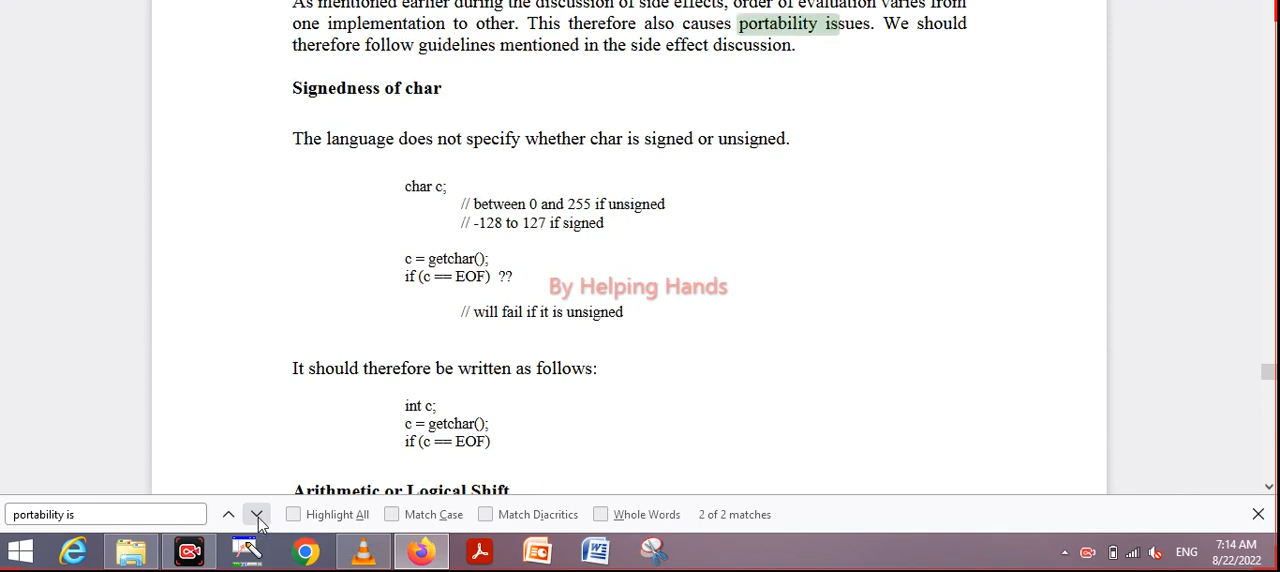 As mentioned earlier during the discussion of side effects, order of evaluation varies from
one implementation to other. This therefore also causes portability issues. We should
therefore follow guidelines mentioned in the side effect discussion.
Signedness of char
The language does not specify whether char is signed or unsigned.
char c;
// between 0 and 255 if unsigned
// -128 to 127 if signed
c = getchar();
if (c == EOF) ??
By Helping Hands
// will fail if it is unsigned
It should therefore be written as follows:
int c;
c = getchar();
if (c == EOF)
Arithmetic or Logical Shift
portability is Highlight All Match Case Match Diacritics Whole Words 2 of 2 matches
ENG 7:14 AM
8/22/2022